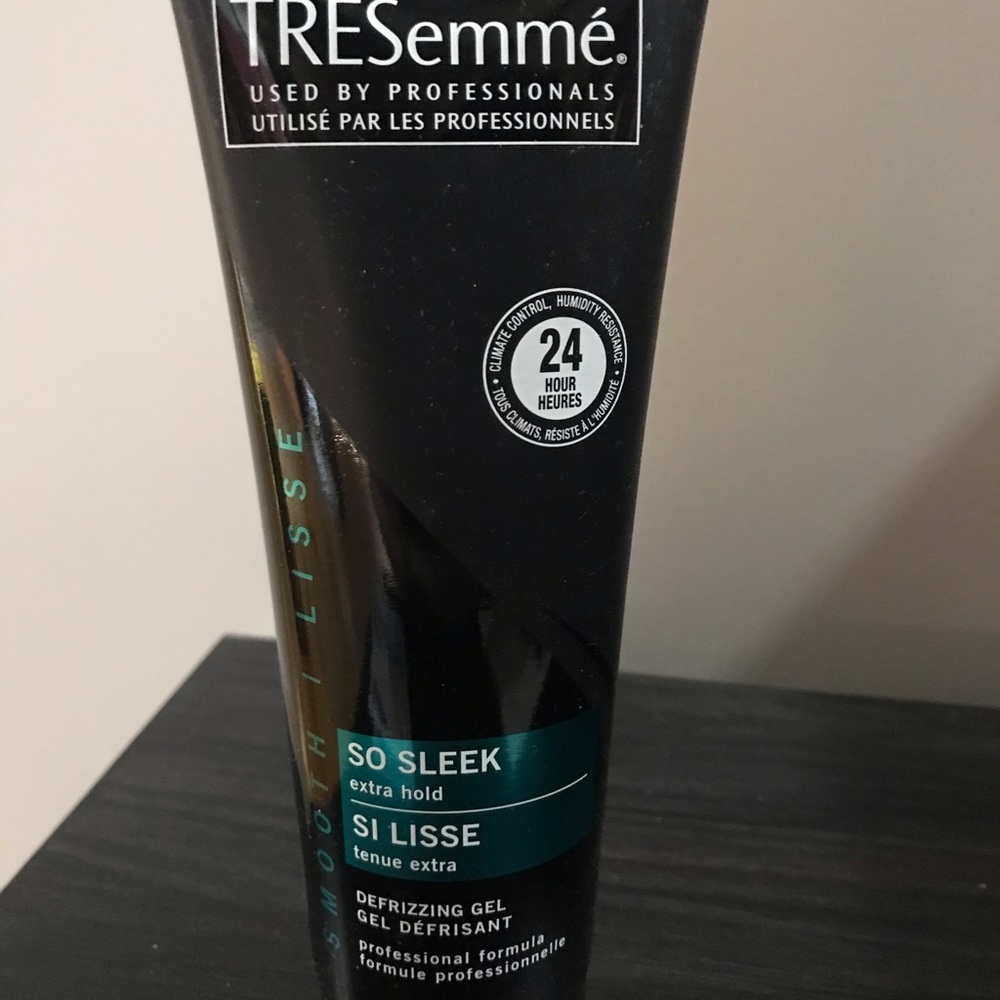 TRESemmé®
USED BY PROFESSIONALS
UTILISÉ PAR LES PROFESSIONNELS
CLIMATE CONTROL, HUMIDITY RESISTANCE
24
HOUR
HEURES
• TOUS CLIMATS, RÉSISTE À L'HUMIDITÉ •
SMOOTH | LISSE
SO SLEEK
extra hold
SI LISSE
tenue extra
DEFRIZZING GEL
GEL DÉFRISANT
professional formula
formule professionnelle